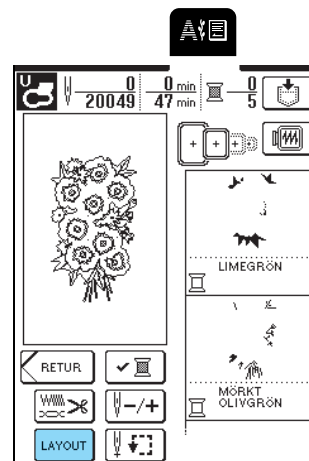 A
U
0 0 min 0
20049 47 min 5
LIMEGRÖN
RETUR
MÖRKT
OLIVGRÖN
-/+
LAYOUT